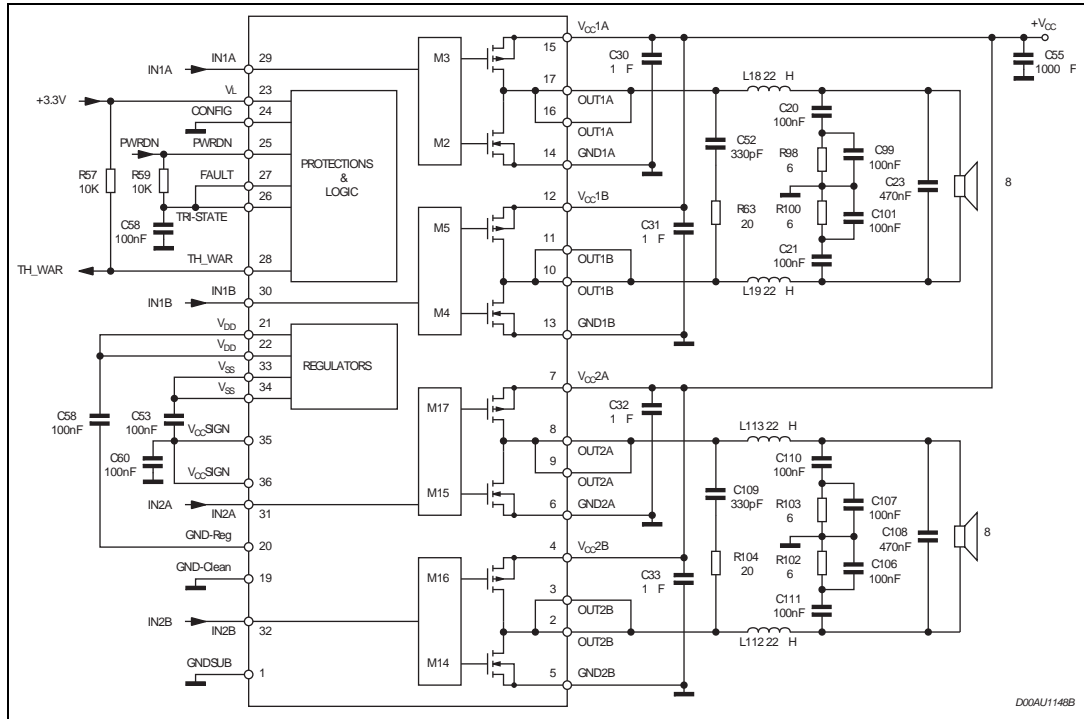 IN1A
IN1A
29
+3.3V
VL
23
CONFIG
24
PWRDN
PWRDN
25
R57
10K
R59
10K
FAULT
27
26
TRI-STATE
C58
100nF
TH_WAR
TH_WAR
28
IN1B
IN1B
30
PROTECTIONS
&
LOGIC
VDD
21
VDD
22
VSS
33
VSS
34
REGULATORS
C58
100nF
C53
100nF
VCCSIGN
35
C60
100nF
VCCSIGN
36
IN2A
IN2A
31
GND-Reg
20
GND-Clean
19
IN2B
IN2B
32
GNDSUB
1
M3
M2
M5
M4
M17
M15
M16
M14
15
VCC1A
17
OUT1A
16
OUT1A
14
GND1A
12
VCC1B
11
OUT1B
10
OUT1B
13
GND1B
7
VCC2A
8
OUT2A
9
OUT2A
6
GND2A
4
VCC2B
3
OUT2B
2
OUT2B
5
GND2B
C30
1 F
C31
1 F
C32
1 F
C33
1 F
+VCC
C55
1000 F
L18 22 H
C20
100nF
C52
330pF
R98
6
C99
100nF
C23
470nF
8
R63
20
R100
6
C101
100nF
C21
100nF
L19 22 H
L113 22 H
C110
100nF
C109
330pF
R103
6
C107
100nF
C108
470nF
8
R104
20
R102
6
C106
100nF
C111
100nF
L112 22 H
D00AU1148B